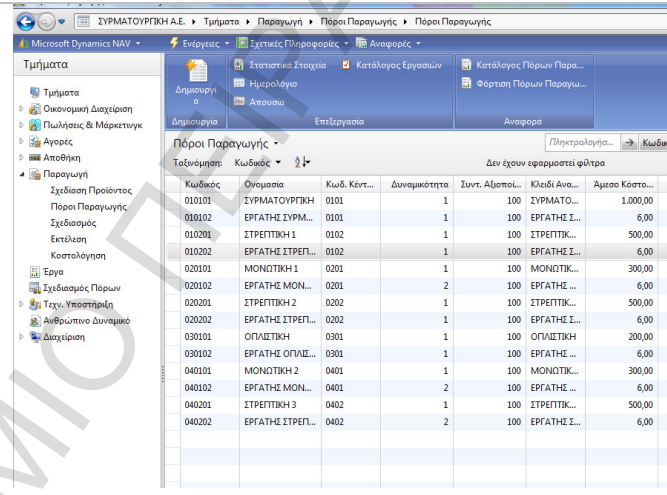 ΣΥΡΜΑΤΟΥΡΓΙΚΗ Α.Ε. Τμήματα Παραγωγή Πόροι Παραγωγής Πόροι Παραγωγής
Microsoft Dynamics NAV Ενέργειες Σχετικές Πληροφορίες Αναφορές
Τμήματα
Τμήματα
Οικονομική Διαχείριση
Πωλήσεις & Μάρκετινγκ
Αγορές
Αποθήκη
Παραγωγή
Σχεδίαση Προϊόντος
Πόροι Παραγωγής
Σχεδιασμός
Εκτέλεση
Κοστολόγηση
Έργα
Σχεδιασμός Πόρων
Τεχν. Υποστήριξη
Ανθρώπινο Δυναμικό
Διαχείριση
Δημιουργί
α
Δημιουργία
Στατιστικά Στοιχεία Κατάλογος Εργασιών
Ημερολόγιο
Απουσία
Επεξεργασία
Κατάλογος Πόρων Παρα...
Φόρτιση Πόρων Παραγω...
Αναφορά
Πόροι Παραγωγής Πληκτρολογήσ... Κωδι
Ταξινόμηση: Κωδικός Δεν έχουν εφαρμοστεί φίλτρα
Κωδικός Ονομασία Κωδ. Κέντ... Δυναμικότητα Συντ. Αξιοποί... Κλειδί Ανα... Άμεσο Κόστο...
010101 ΣΥΡΜΑΤΟΥΡΓΙΚΗ 0101 1 100 ΣΥΡΜΑΤΟ... 1.000,00
010102 ΕΡΓΑΤΗΣ ΣΥΡΜ... 0101 1 100 ΕΡΓΑΤΗΣ Σ... 6,00
010201 ΣΤΡΕΠΤΙΚΗ 1 0102 1 100 ΣΤΡΕΠΤΙΚ... 500,00
010202 ΕΡΓΑΤΗΣ ΣΤΡΕΠ... 0102 1 100 ΕΡΓΑΤΗΣ Σ... 6,00
020101 ΜΟΝΩΤΙΚΗ 1 0201 1 100 ΜΟΝΩΤΙΚ... 300,00
020102 ΕΡΓΑΤΗΣ ΜΟΝ... 0201 2 100 ΕΡΓΑΤΗΣ ... 6,00
020201 ΣΤΡΕΠΤΙΚΗ 2 0202 1 100 ΣΤΡΕΠΤΙΚ... 500,00
020202 ΕΡΓΑΤΗΣ ΣΤΡΕΠ... 0202 1 100 ΕΡΓΑΤΗΣ Σ... 6,00
030101 ΟΠΛΙΣΤΙΚΗ 0301 1 100 ΟΠΛΙΣΤΙΚΗ 200,00
030102 ΕΡΓΑΤΗΣ ΟΠΛΙΣ... 0301 1 100 ΕΡΓΑΤΗΣ ... 6,00
040101 ΜΟΝΩΤΙΚΗ 2 0401 1 100 ΜΟΝΩΤΙΚ... 300,00
040102 ΕΡΓΑΤΗΣ ΜΟΝ... 0401 2 100 ΕΡΓΑΤΗΣ ... 6,00
040201 ΣΤΡΕΠΤΙΚΗ 3 0402 1 100 ΣΤΡΕΠΤΙΚ... 500,00
040202 ΕΡΓΑΤΗΣ ΣΤΡΕΠ... 0402 2 100 ΕΡΓΑΤΗΣ Σ... 6,00